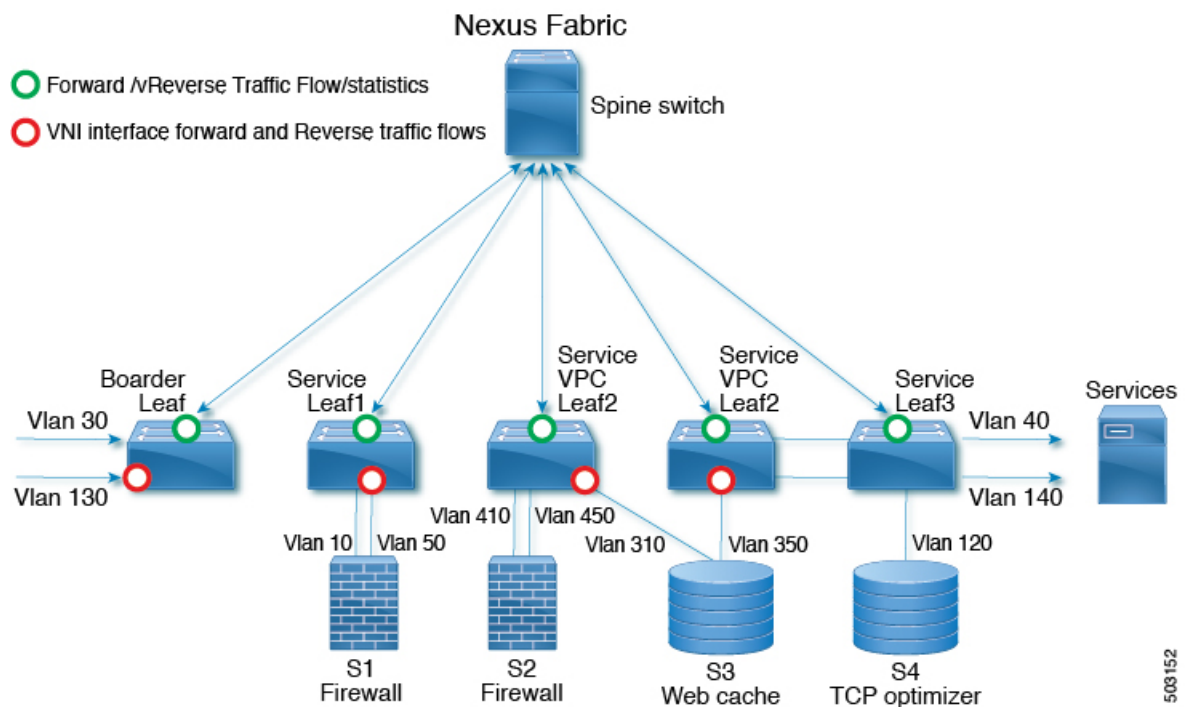 Nexus Fabric
Forward /vReverse Traffic Flow/statistics
VNI interface forward and Reverse traffic flows
Spine switch
Boarder
Leaf
Service
Leaf1
Service
VPC
Leaf2
Service
VPC
Leaf2
Service
Leaf3
Services
Vlan 30
Vlan 130
Vlan 40
Vlan 140
Vlan 10
Vlan 50
Vlan 410
Vlan 450
Vlan 310
Vlan 350
Vlan 120
S1
Firewall
S2
Firewall
S3
Web cache
S4
TCP optimizer
503152